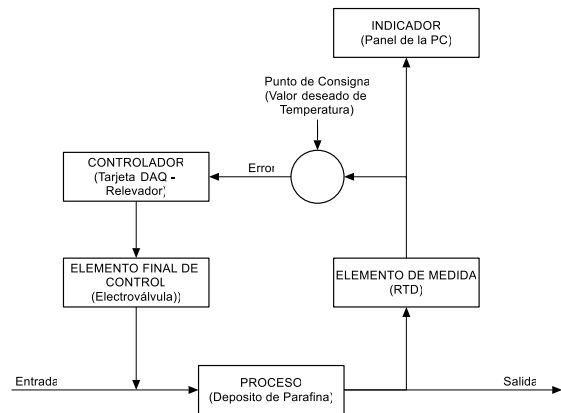 INDICADOR
(Panel de la PC)
Punto de Consigna
(Valor deseado de
Temperatura)
CONTROLADOR
(Tarjeta DAQ -
Relevador)
Error
ELEMENTO FINAL DE
CONTROL
(Electroválvula))
ELEMENTO DE MEDIDA
(RTD)
Entrada
PROCESO
(Deposito de Parafina)
Salida